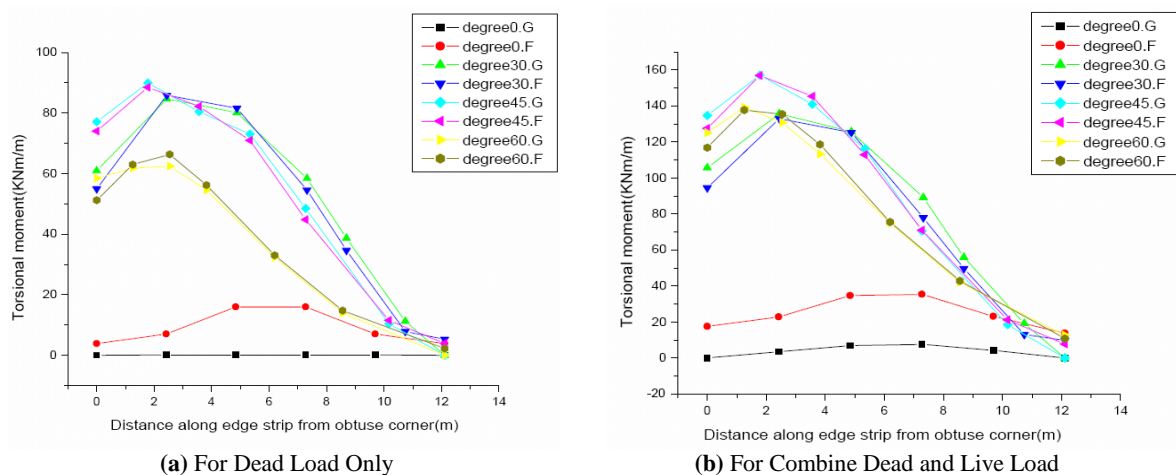 degree0.G
degree0.F
degree30.G
degree30.F
degree45.G
degree45.F
degree60.G
degree60.F
100
80
60
40
20
0
Torsional moment(KNm/m)
0 2 4 6 8 10 12 14
Distance along edge strip from obtuse corner(m)
(a) For Dead Load Only
degree0.G
degree0.F
degree30.G
degree30.F
degree45.G
degree45.F
degree60.G
degree60.F
160
140
120
100
80
60
40
20
0
-20
Torsional moment(KNm/m)
0 2 4 6 8 10 12 14
Distance along edge strip from obtuse corner(m)
(b) For Combine Dead and Live Load